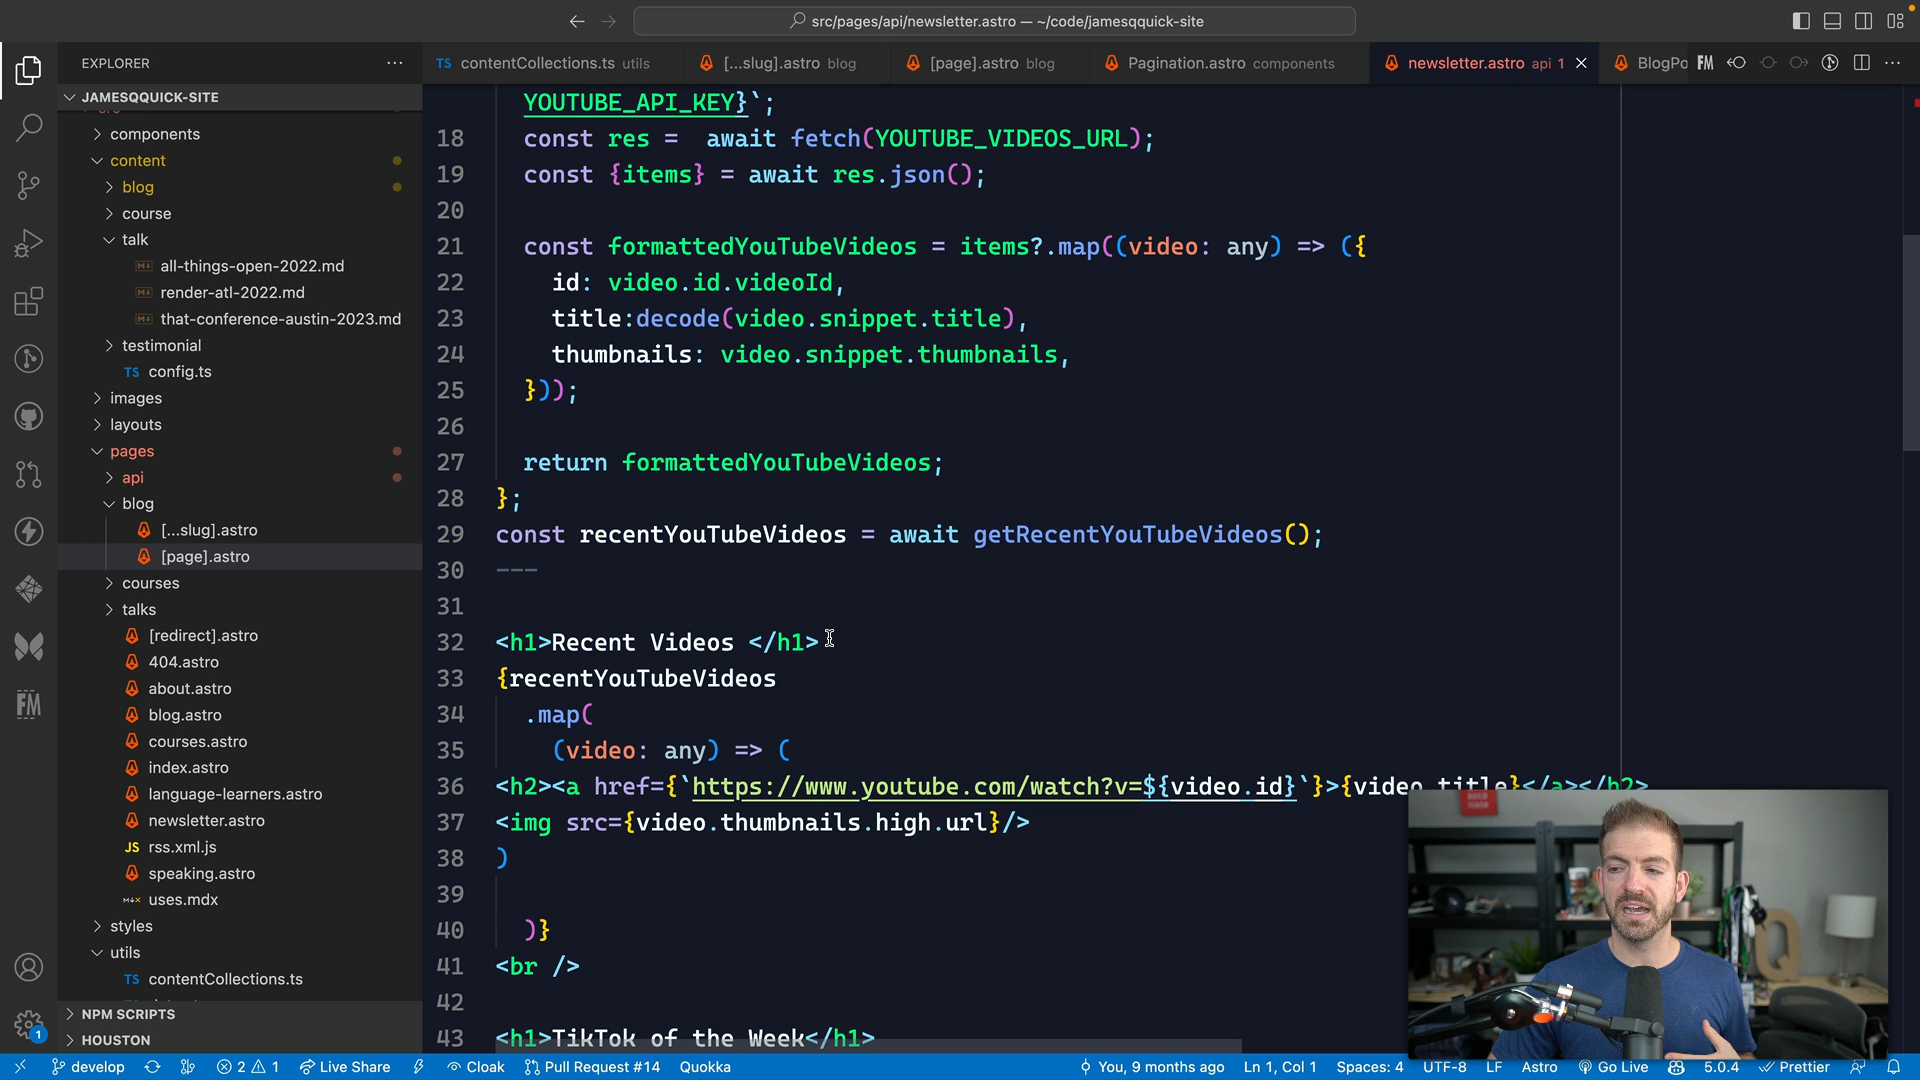 src/pages/api/newsletter.astro — ~/code/jamesqquick-site
EXPLORER
TS contentCollections.ts utils
[...slug].astro blog
[page].astro blog
Pagination.astro components
newsletter.astro api 1
BlogPo
FM
JAMESQQUICK-SITE
components
content
blog
course
talk
all-things-open-2022.md
render-atl-2022.md
that-conference-austin-2023.md
testimonial
TS config.ts
images
layouts
pages
api
blog
[...slug].astro
[page].astro
courses
talks
[redirect].astro
404.astro
about.astro
blog.astro
courses.astro
index.astro
language-learners.astro
newsletter.astro
JS rss.xml.js
speaking.astro
uses.mdx
styles
utils
TS contentCollections.ts
NPM SCRIPTS
HOUSTON
FM
1
YOUTUBE_API_KEY}`;
18 const res =  await fetch(YOUTUBE_VIDEOS_URL);
19 const {items} = await res.json();
20
21 const formattedYouTubeVideos = items?.map((video: any) => ({
22 id: video.id.videoId,
23 title:decode(video.snippet.title),
24 thumbnails: video.snippet.thumbnails,
25 }));
26
27 return formattedYouTubeVideos;
28 };
29 const recentYouTubeVideos = await getRecentYouTubeVideos();
30 ---
31
32 <h1>Recent Videos </h1>
33 {recentYouTubeVideos
34 .map(
35 (video: any) => (
36 <h2><a href={`https://www.youtube.com/watch?v=${video.id}`}>{video.title}</a></h2>
37 <img src={video.thumbnails.high.url}/>
38 )
39
40 )}
41 <br />
42
43 <h1>TikTok of the Week</h1>
develop
2 1
Live Share
Cloak
Pull Request #14
Quokka
You, 9 months ago
Ln 1, Col 1
Spaces: 4
UTF-8
LF
Astro
Go Live
5.0.4
Prettier